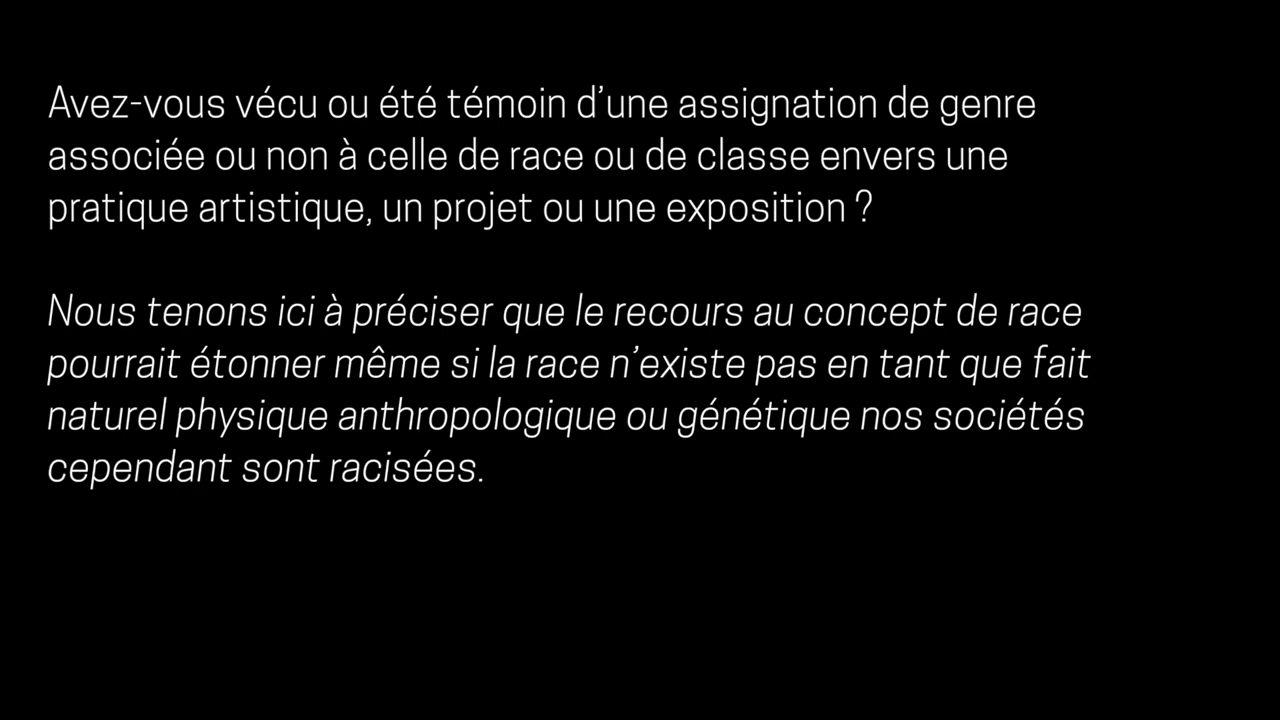 Avez-vous vécu ou été témoin d’une assignation de genre
associée ou non à celle de race ou de classe envers une
pratique artistique, un projet ou une exposition ?
Nous tenons ici à préciser que le recours au concept de race
pourrait étonner même si la race n’existe pas en tant que fait
naturel physique anthropologique ou génétique nos sociétés
cependant sont racisées.